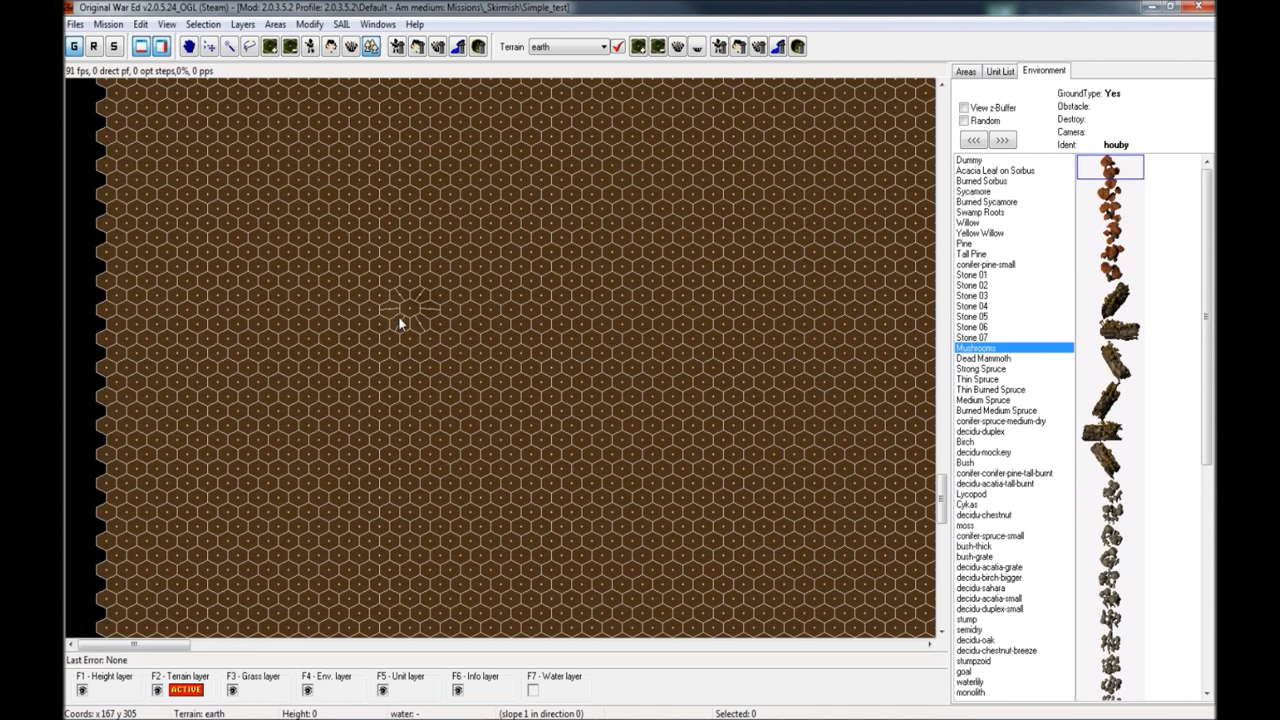 Original War Ed v2.0.5.24_OGL (Steam) - [Mod: 2.0.3.5.2 Profile: 2.0.3.5.2\Default - Am medium: Missions\_Skirmish\Simple_test]
Files Mission Edit View Selection Layers Areas Modify SAIL Windows Help
G R S Terrain earth
91 fps, 0 drect pf, 0 opt steps,0%, 0 pps
Areas Unit List Environment
GroundType: Yes
View z-Buffer
Obstacle:
Random
Destroy:
Camera:
<<< >>>
Ident: houby
Dummy
Acacia Leaf on Sorbus
Burned Sorbus
Sycamore
Burned Sycamore
Swamp Roots
Willow
Yellow Willow
Pine
Tall Pine
conifer-pine-small
Stone 01
Stone 02
Stone 03
Stone 04
Stone 05
Stone 06
Stone 07
Mushrooms
Dead Mammoth
Strong Spruce
Thin Spruce
Thin Burned Spruce
Medium Spruce
Burned Medium Spruce
conifer-spruce-medium-dry
decidu-duplex
Birch
decidu-mockery
Bush
conifer-conifer-pine-tall-burnt
decidu-acatia-tall-burnt
Lycopod
Cykas
decidu-chestnut
moss
conifer-spruce-small
bush-thick
bush-grate
decidu-acatia-grate
decidu-birch-bigger
decidu-sahara
decidu-acatia-small
decidu-duplex-small
stump
semidry
decidu-oak
decidu-chestnut-breeze
stumpzoid
goal
waterlily
monolith
Last Error: None
F1 - Height layer F2 - Terrain layer F3 - Grass layer F4 - Env. layer F5 - Unit layer F6 - Info layer F7 - Water layer
ACTIVE
Coords: x 167 y 305 Terrain: earth Height: 0 water: - (slope 1 in direction 0) Selected: 0